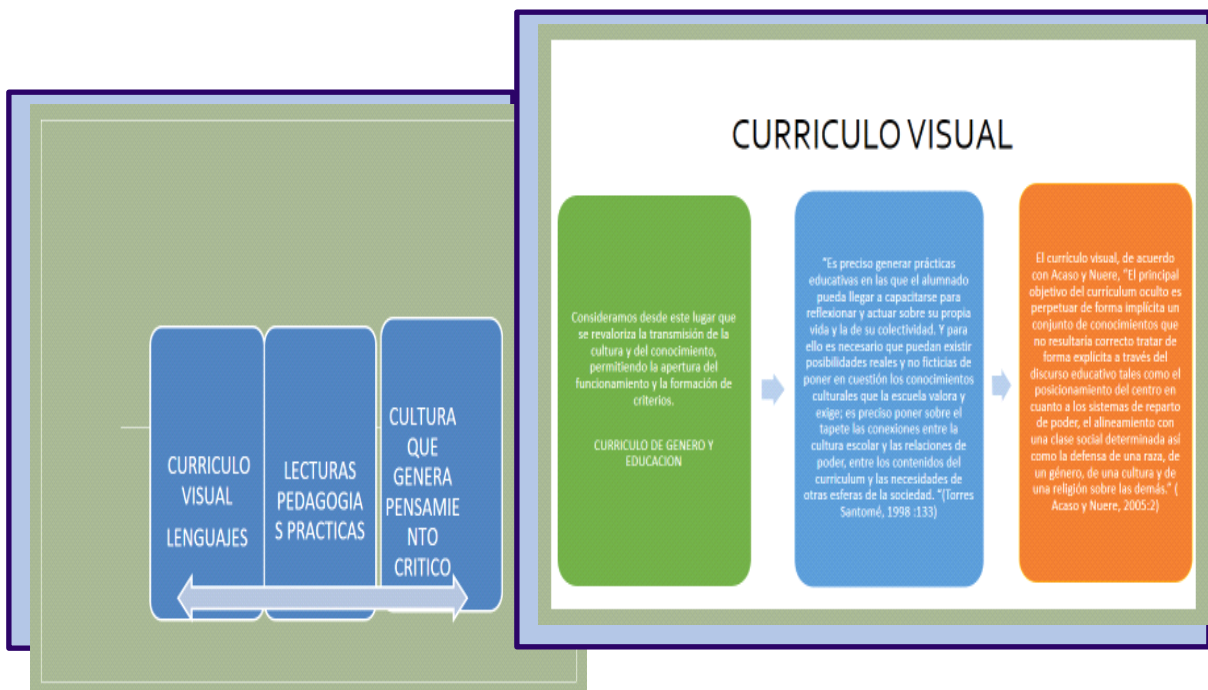 CURRICULO VISUAL
LENGUAJES
LECTURAS
PEDAGOGIA
S PRACTICAS
CULTURA
QUE
GENERA
PENSAMIE
NTO
CRITICO
CURRICULO VISUAL
Consideramos desde este lugar que
se revaloriza la transmisión de la
cultura y del conocimiento,
permitiendo la apertura del
funcionamiento y la formación de
criterios.
CURRICULO DE GENERO Y
EDUCACION
"Es preciso generar prácticas
educativas en las que el alumnado
pueda llegar a capacitarse para
reflexionar y actuar sobre su propia
vida y la de su colectividad. Y para
ello es necesario que puedan existir
posibilidades reales y no ficticias de
poner en cuestión los conocimientos
culturales que la escuela valora y
exige; es preciso poner sobre el
tapete las conexiones entre la
cultura escolar y las relaciones de
poder, entre los contenidos del
curriculum y las necesidades de
otras esferas de la sociedad. "(Torres
Santomé, 1998 :133)
El currículo visual, de acuerdo
con Acaso y Nuere, "El principal
objetivo del curriculum oculto es
perpetuar de forma implícita un
conjunto de conocimientos que
no resultaría correcto tratar de
forma explícita a través del
discurso educativo tales como el
posicionamiento del centro en
cuanto a los sistemas de reparto
de poder, el alineamiento con
una clase social determinada así
como la defensa de una raza, de
un género, de una cultura y de
una religión sobre las demás." (
Acaso y Nuere, 2005:2)